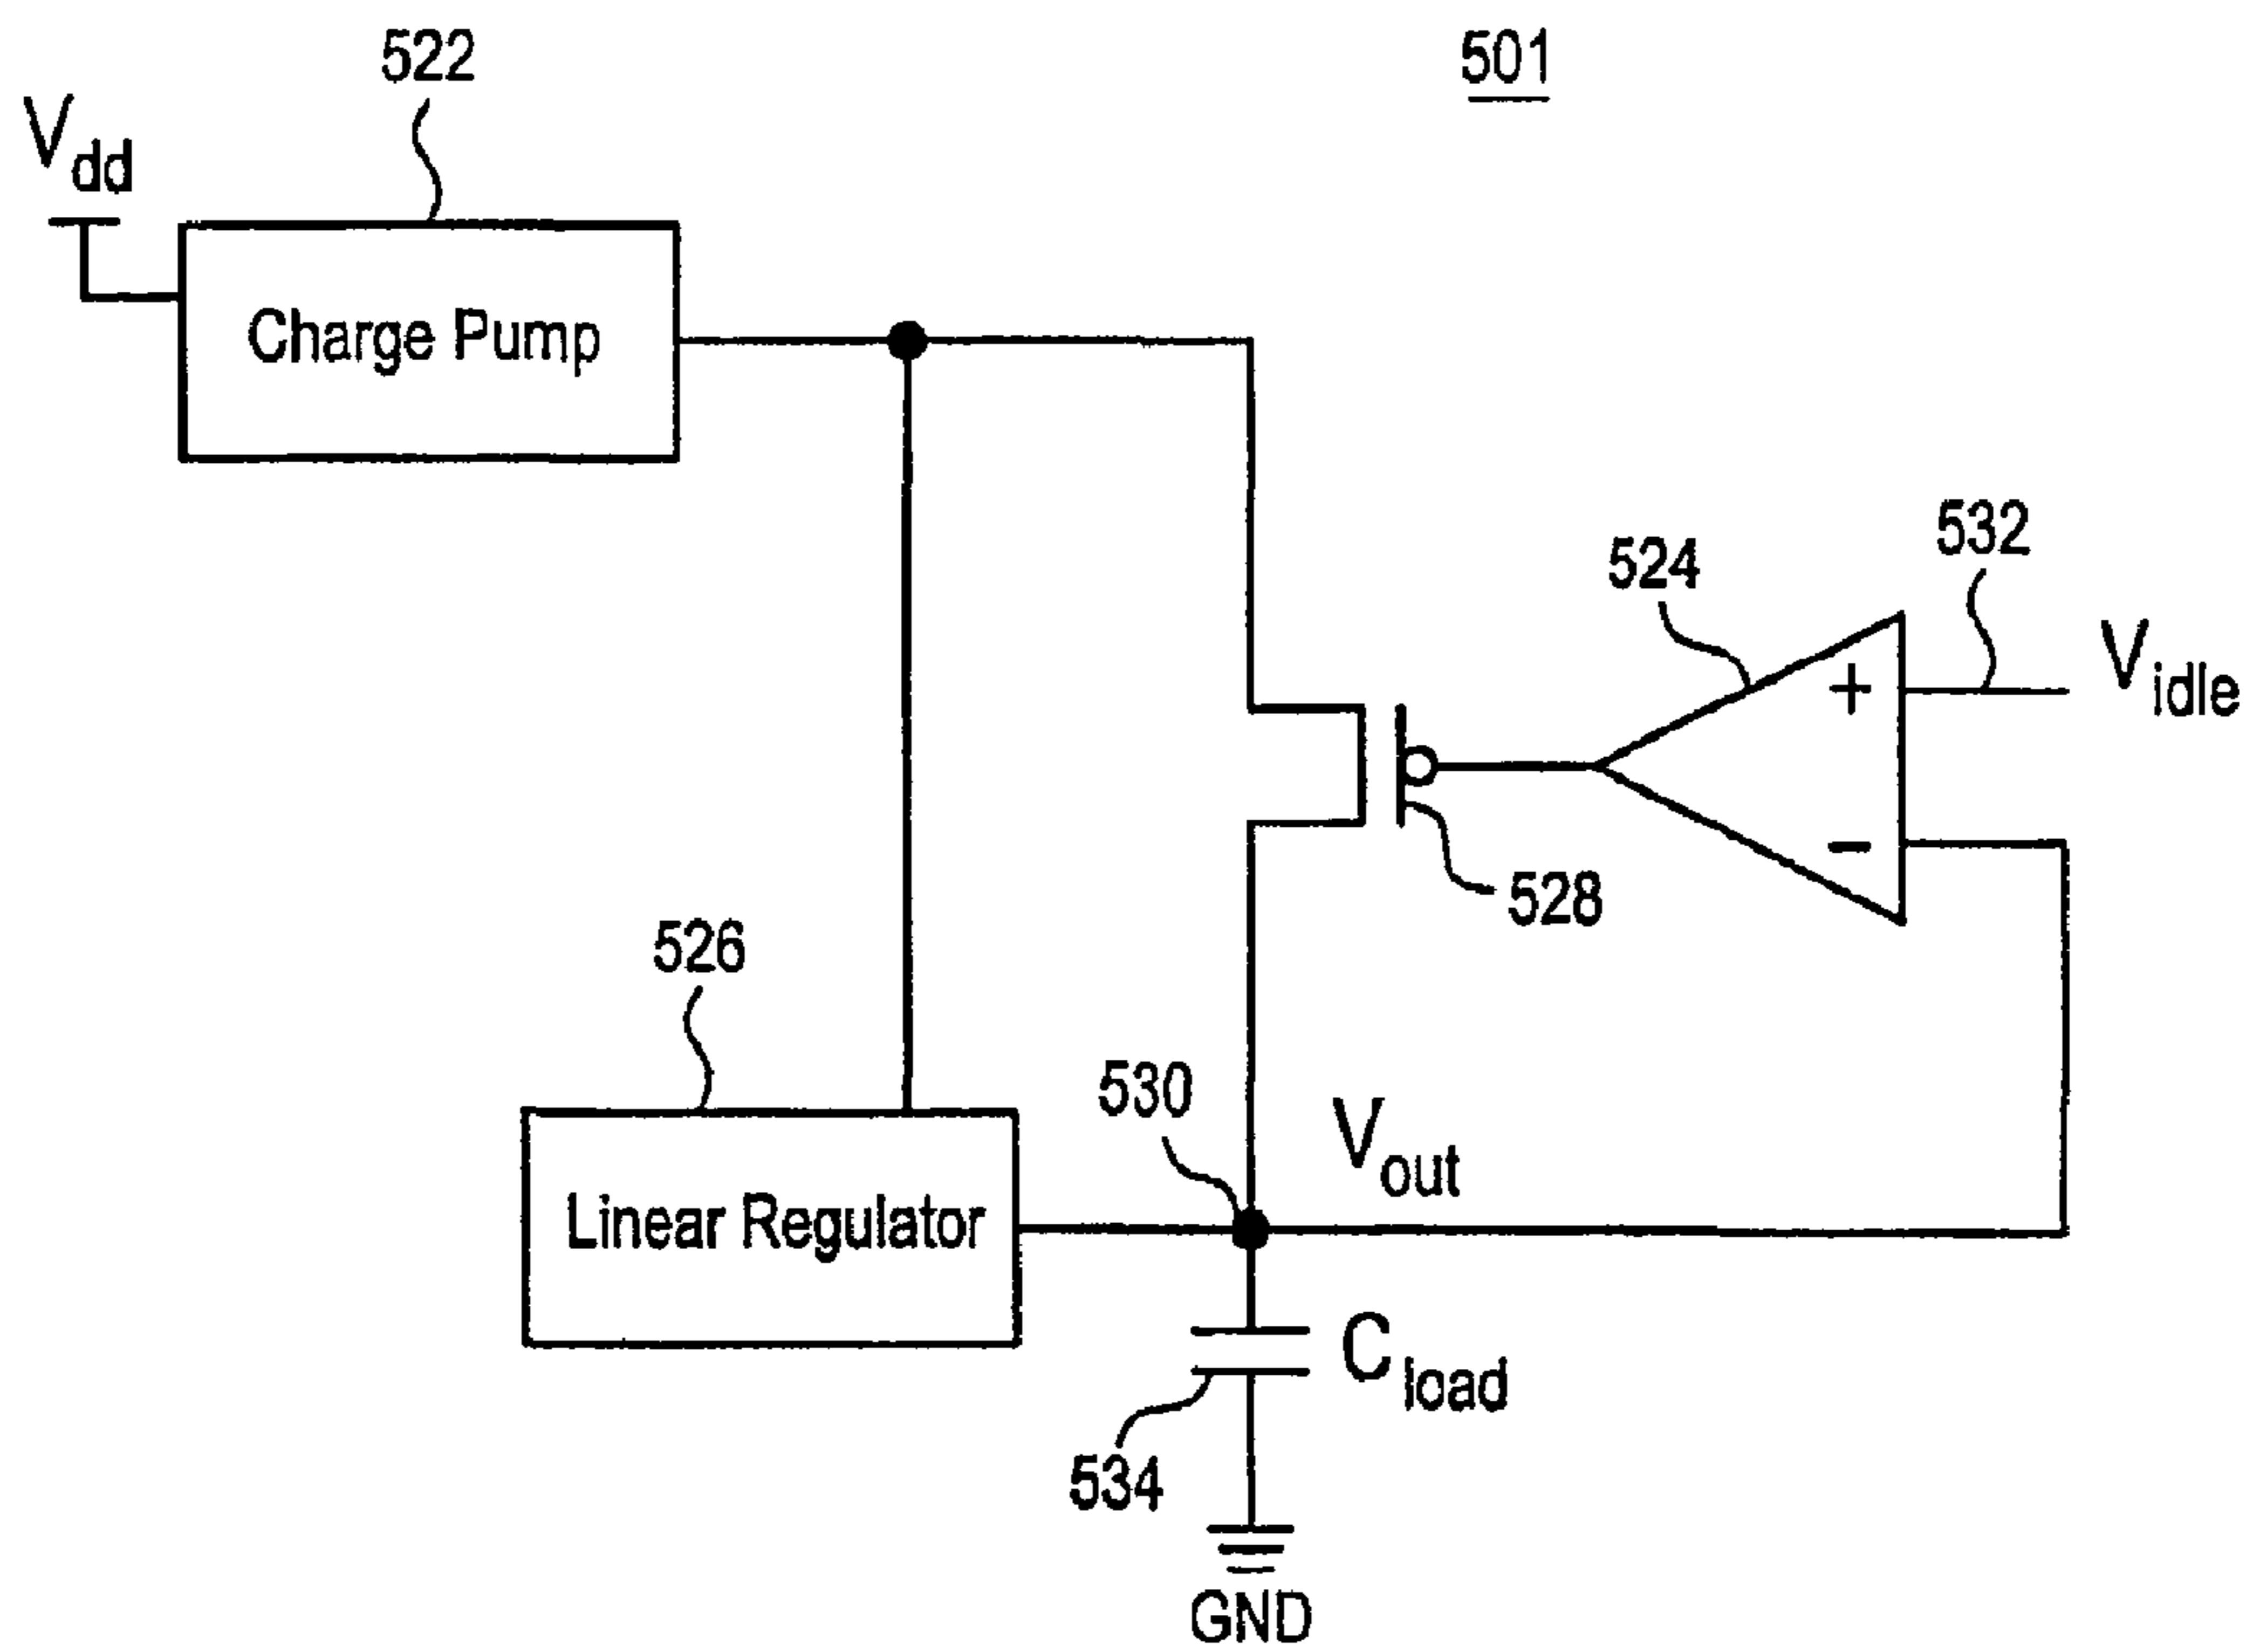 522
501
Vdd
Charge Pump
532
524
Vidle
+
−
528
526
530
Vout
Linear Regulator
Cload
534
GND